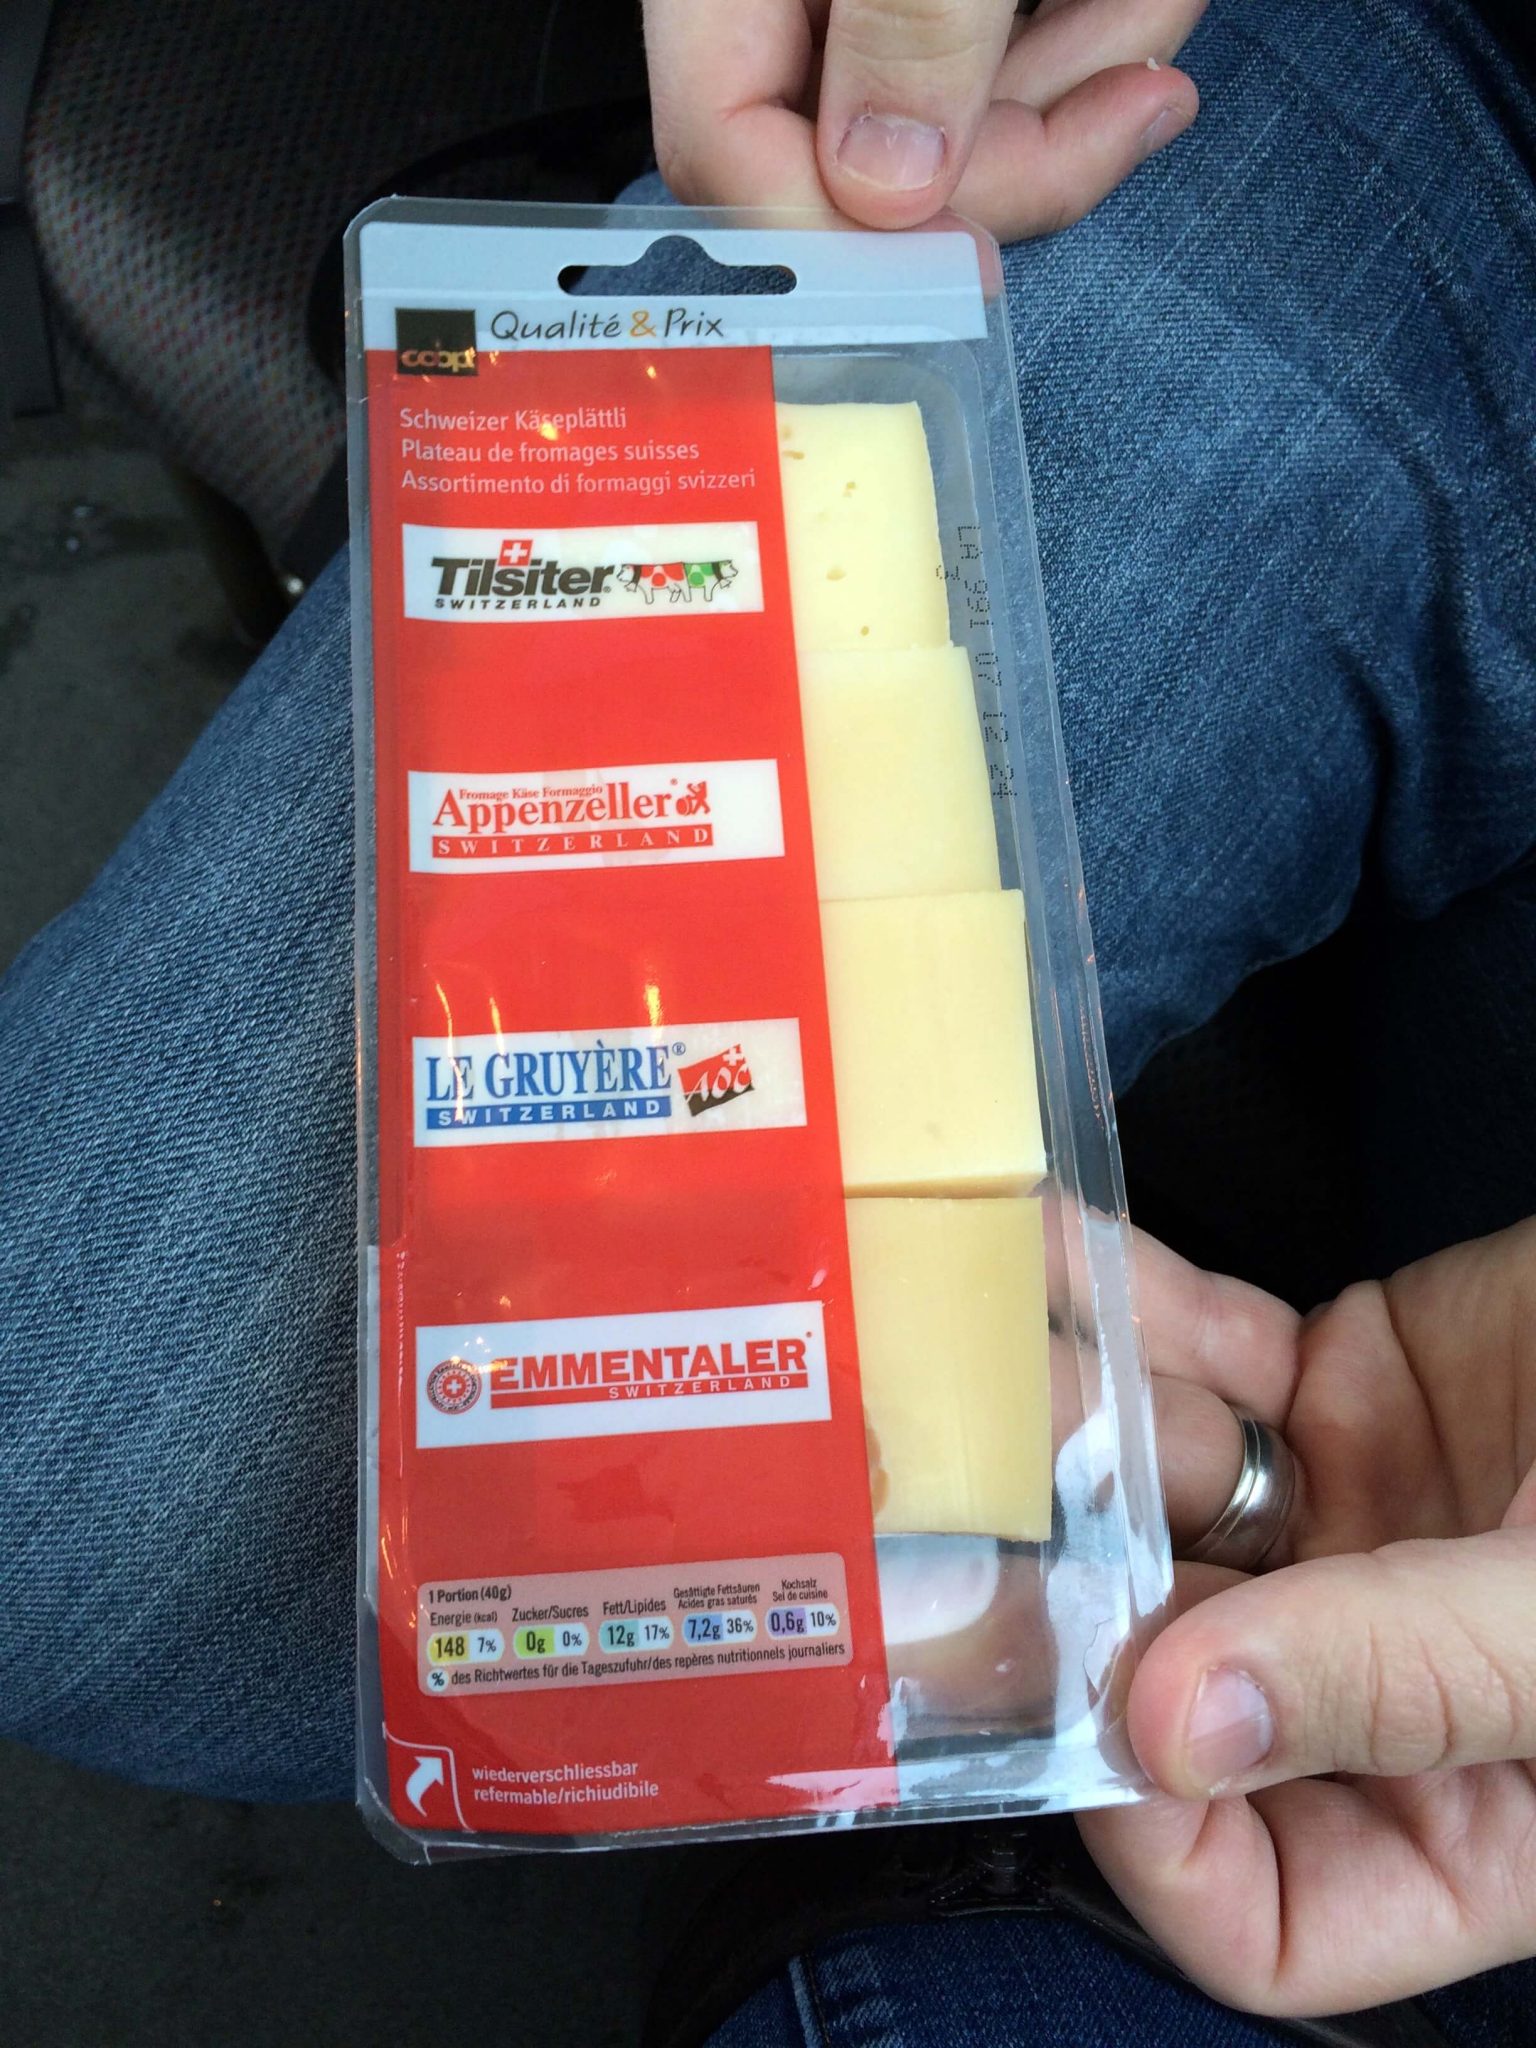 coop
Qualité & Prix
Schweizer Käseplättli
Plateau de fromages suisses
Assortimento di formaggi svizzeri
Tilsiter®
SWITZERLAND
Fromage Käse Formaggio
Appenzeller®
SWITZERLAND
LE GRUYÈRE®
SWITZERLAND
AOC
EMMENTALER®
SWITZERLAND
1 Portion (40g)
Energie (kcal) Zucker/Sucres Fett/Lipides Gesättigte Fettsäuren Acides gras saturés Kochsalz Sel de cuisine
148 7% 0g 0% 12g 17% 7,2g 36% 0,6g 10%
% des Richtwertes für die Tageszufuhr/des repères nutritionnels journaliers
wiederverschliessbar
refermable/richiudibile